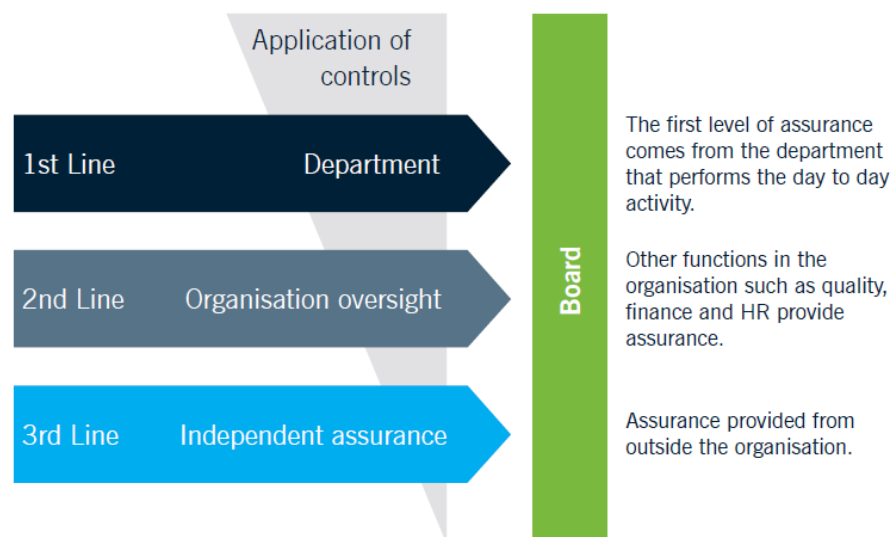 Application of
controls
1st Line
Department
The first level of assurance
comes from the department
that performs the day to day
activity.
2nd Line
Organisation oversight
Board
Other functions in the
organisation such as quality,
finance and HR provide
assurance.
3rd Line
Independent assurance
Assurance provided from
outside the organisation.